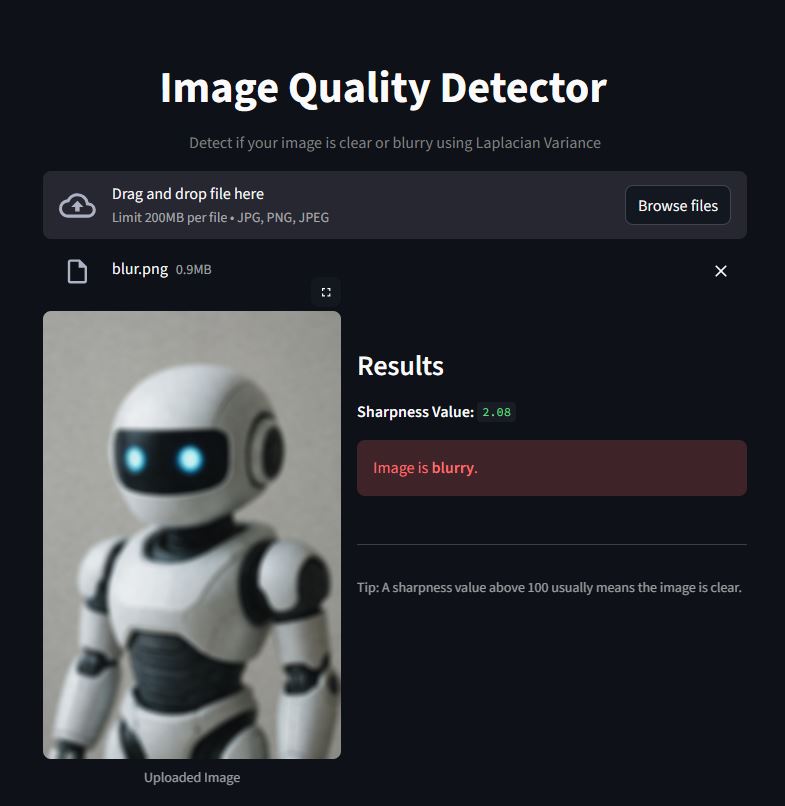 Image Quality Detector
Detect if your image is clear or blurry using Laplacian Variance
Drag and drop file here
Limit 200MB per file • JPG, PNG, JPEG
Browse files
blur.png 0.9MB
Results
Sharpness Value: 2.08
Image is blurry.
Tip: A sharpness value above 100 usually means the image is clear.
Uploaded Image